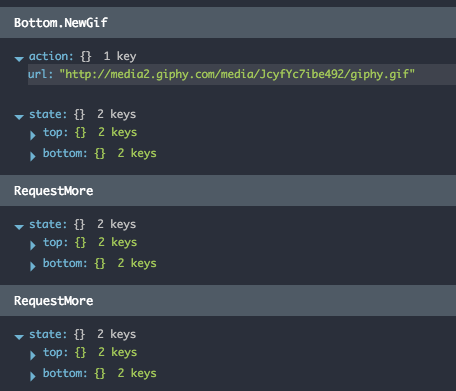 Bottom.NewGif
action: {} 1 key
url: "http://media2.giphy.com/media/JcyfYc7ibe492/giphy.gif"
state: {} 2 keys
top: {} 2 keys
bottom: {} 2 keys
RequestMore
state: {} 2 keys
top: {} 2 keys
bottom: {} 2 keys
RequestMore
state: {} 2 keys
top: {} 2 keys
bottom: {} 2 keys